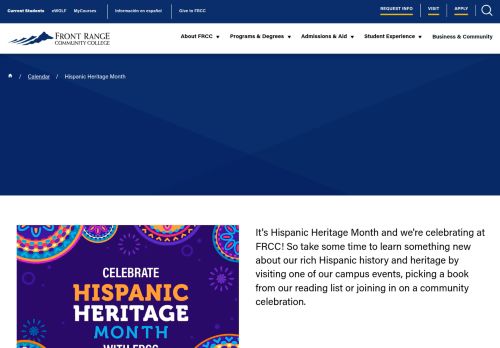 Current Students eWOLF MyCourses Información en español Give to FRCC REQUEST INFO VISIT APPLY
FRONT RANGE
COMMUNITY COLLEGE
About FRCC Programs & Degrees Admissions & Aid Student Experience Business & Community
/ Calendar / Hispanic Heritage Month
CELEBRATE
HISPANIC
HERITAGE
MONTH
WITH FRCC
It's Hispanic Heritage Month and we're celebrating at
FRCC! So take some time to learn something new
about our rich Hispanic history and heritage by
visiting one of our campus events, picking a book
from our reading list or joining in on a community
celebration.